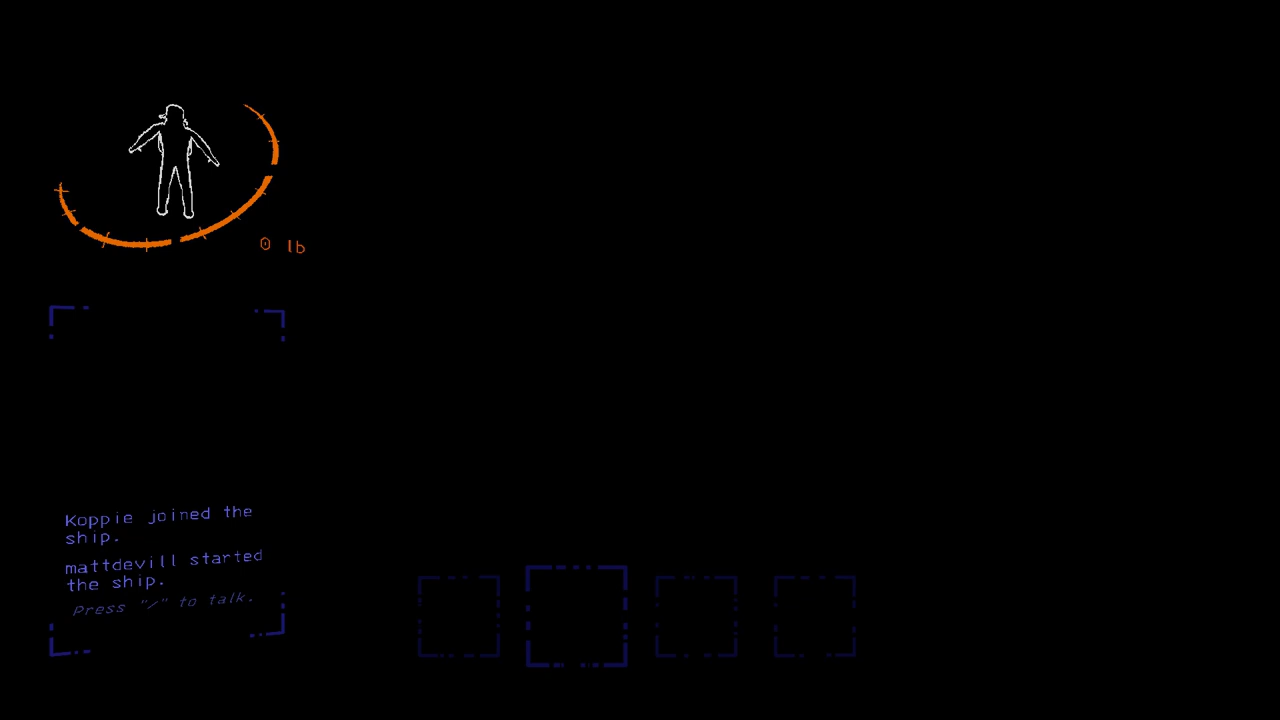 0 lb
Koppie joined the
ship.
mattdevill started
the ship.
Press "/" to talk.